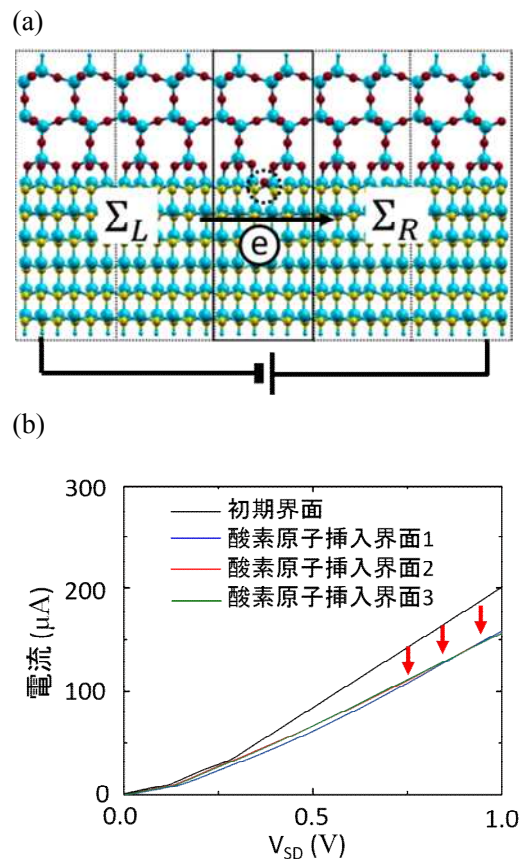 (a)
Σ_L
Σ_R
e
(b)
300
200
100
0
電流 (μA)
初期界面
酸素原子挿入界面1
酸素原子挿入界面2
酸素原子挿入界面3
0.0
0.5
1.0
V_SD (V)